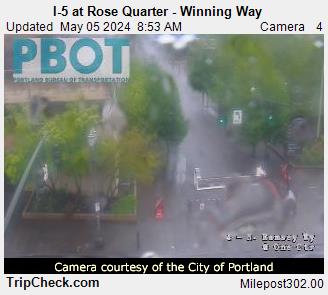 I-5 at Rose Quarter - Winning Way
Updated May 05 2024 8:53 AM Camera 4
PBOT
PORTLAND BUREAU OF TRANSPORTATION
Camera courtesy of the City of Portland
TripCheck.com Milepost302.00